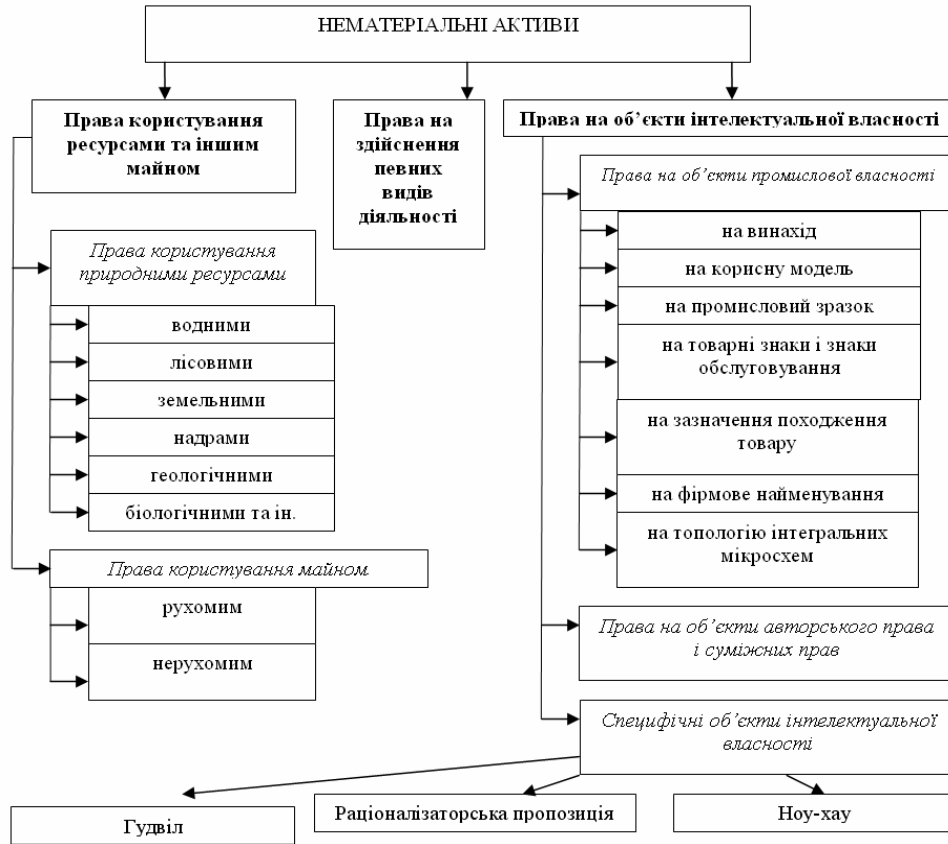 НЕМАТЕРІАЛЬНІ АКТИВИ
Права користування
ресурсами та іншим
майном
Права на
здійснення
певних
видів
діяльності
Права на об’єкти інтелектуальної власності
Права користування
природними ресурсами
водними
лісовими
земельними
надрами
геологічними
біологічними та ін.
Права користування майном
рухомим
нерухомим
Права на об’єкти промислової власності
на винахід
на корисну модель
на промисловий зразок
на товарні знаки і знаки
обслуговування
на зазначення походження
товару
на фірмове найменування
на топологію інтегральних
мікросхем
Права на об’єкти авторського права
і суміжних прав
Специфічні об’єкти інтелектуальної
власності
Гудвіл
Раціоналізаторська пропозиція
Ноу-хау